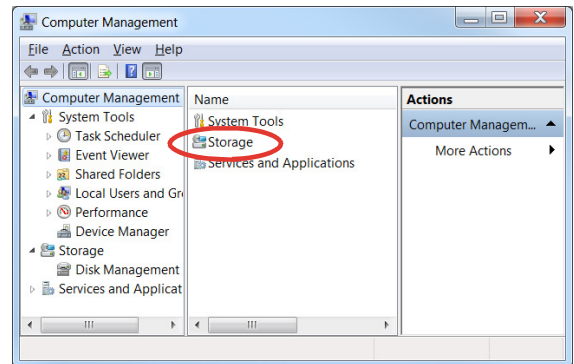 Computer Management
File Action View Help
Computer Management
System Tools
Task Scheduler
Event Viewer
Shared Folders
Local Users and Gr
Performance
Device Manager
Storage
Disk Management
Services and Applicat
Name
System Tools
Storage
Services and Applications
Actions
Computer Managem...
More Actions